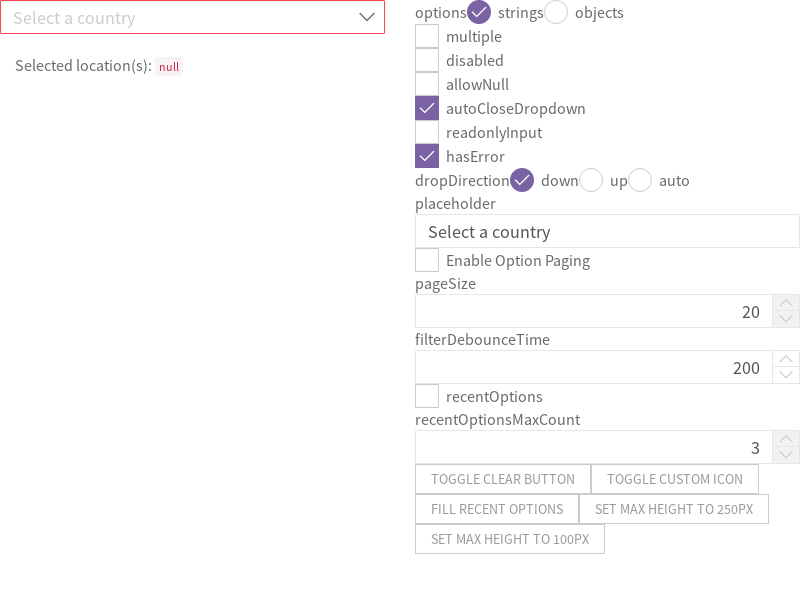 Select a country
Selected location(s): null
options strings objects
multiple
disabled
allowNull
autoCloseDropdown
readonlyInput
hasError
dropDirection down up auto
placeholder
Select a country
Enable Option Paging
pageSize
20
filterDebounceTime
200
recentOptions
recentOptionsMaxCount
3
TOGGLE CLEAR BUTTON TOGGLE CUSTOM ICON
FILL RECENT OPTIONS SET MAX HEIGHT TO 250PX
SET MAX HEIGHT TO 100PX